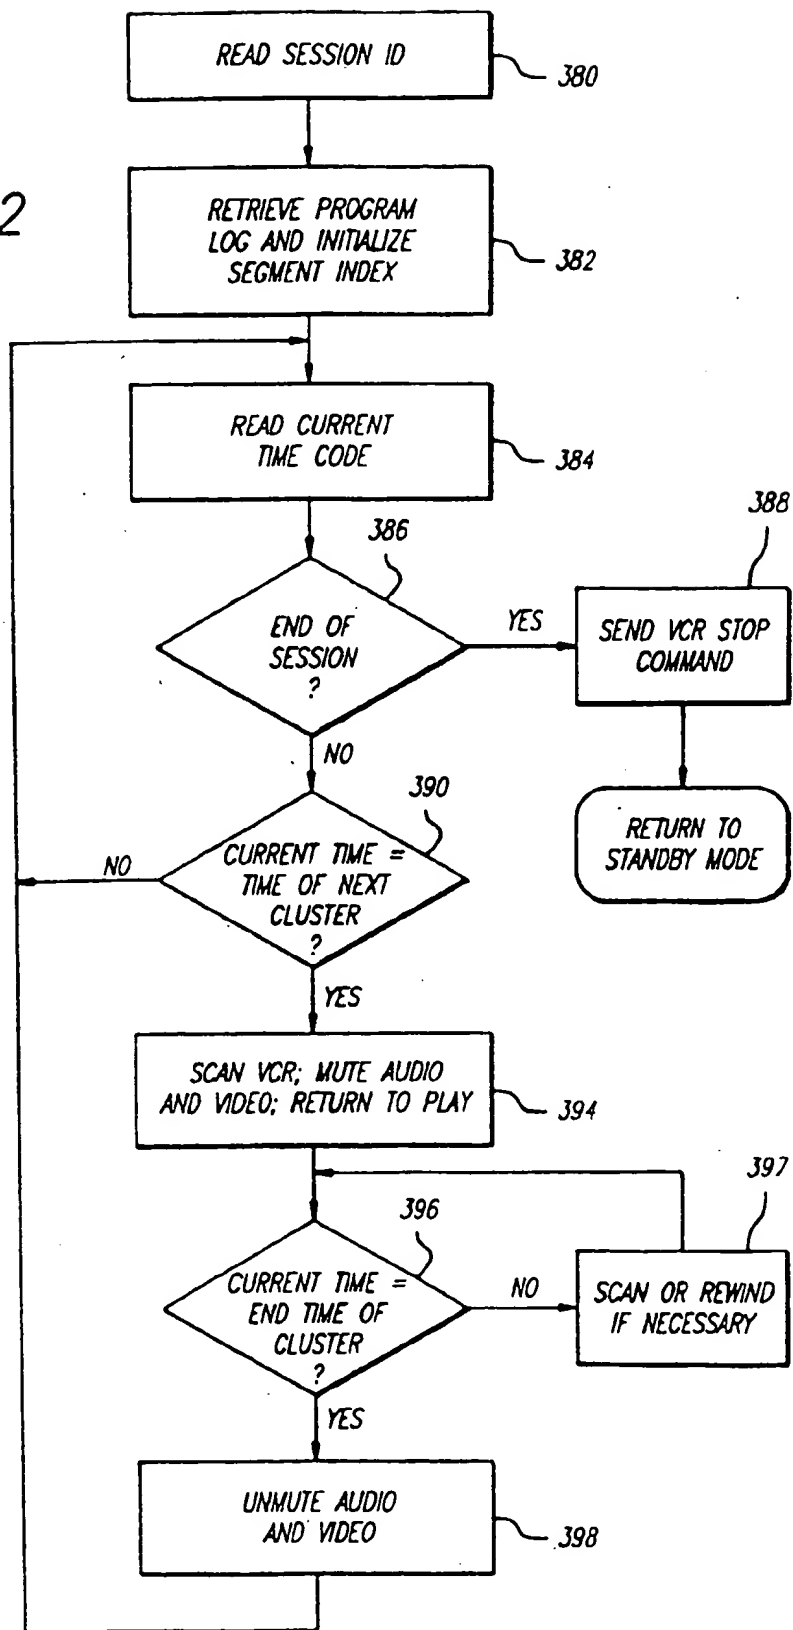 READ SESSION ID
380
2
RETRIEVE PROGRAM
LOG AND INITIALIZE
SEGMENT INDEX
382
READ CURRENT
TIME CODE
384
386
388
END OF
SESSION
?
YES
SEND VCR STOP
COMMAND
NO
390
RETURN TO
STANDBY MODE
CURRENT TIME =
TIME OF NEXT
CLUSTER
?
NO
YES
SCAN VCR; MUTE AUDIO
AND VIDEO; RETURN TO PLAY
394
396
397
CURRENT TIME =
END TIME OF
CLUSTER
?
NO
SCAN OR REWIND
IF NECESSARY
YES
UNMUTE AUDIO
AND VIDEO
398